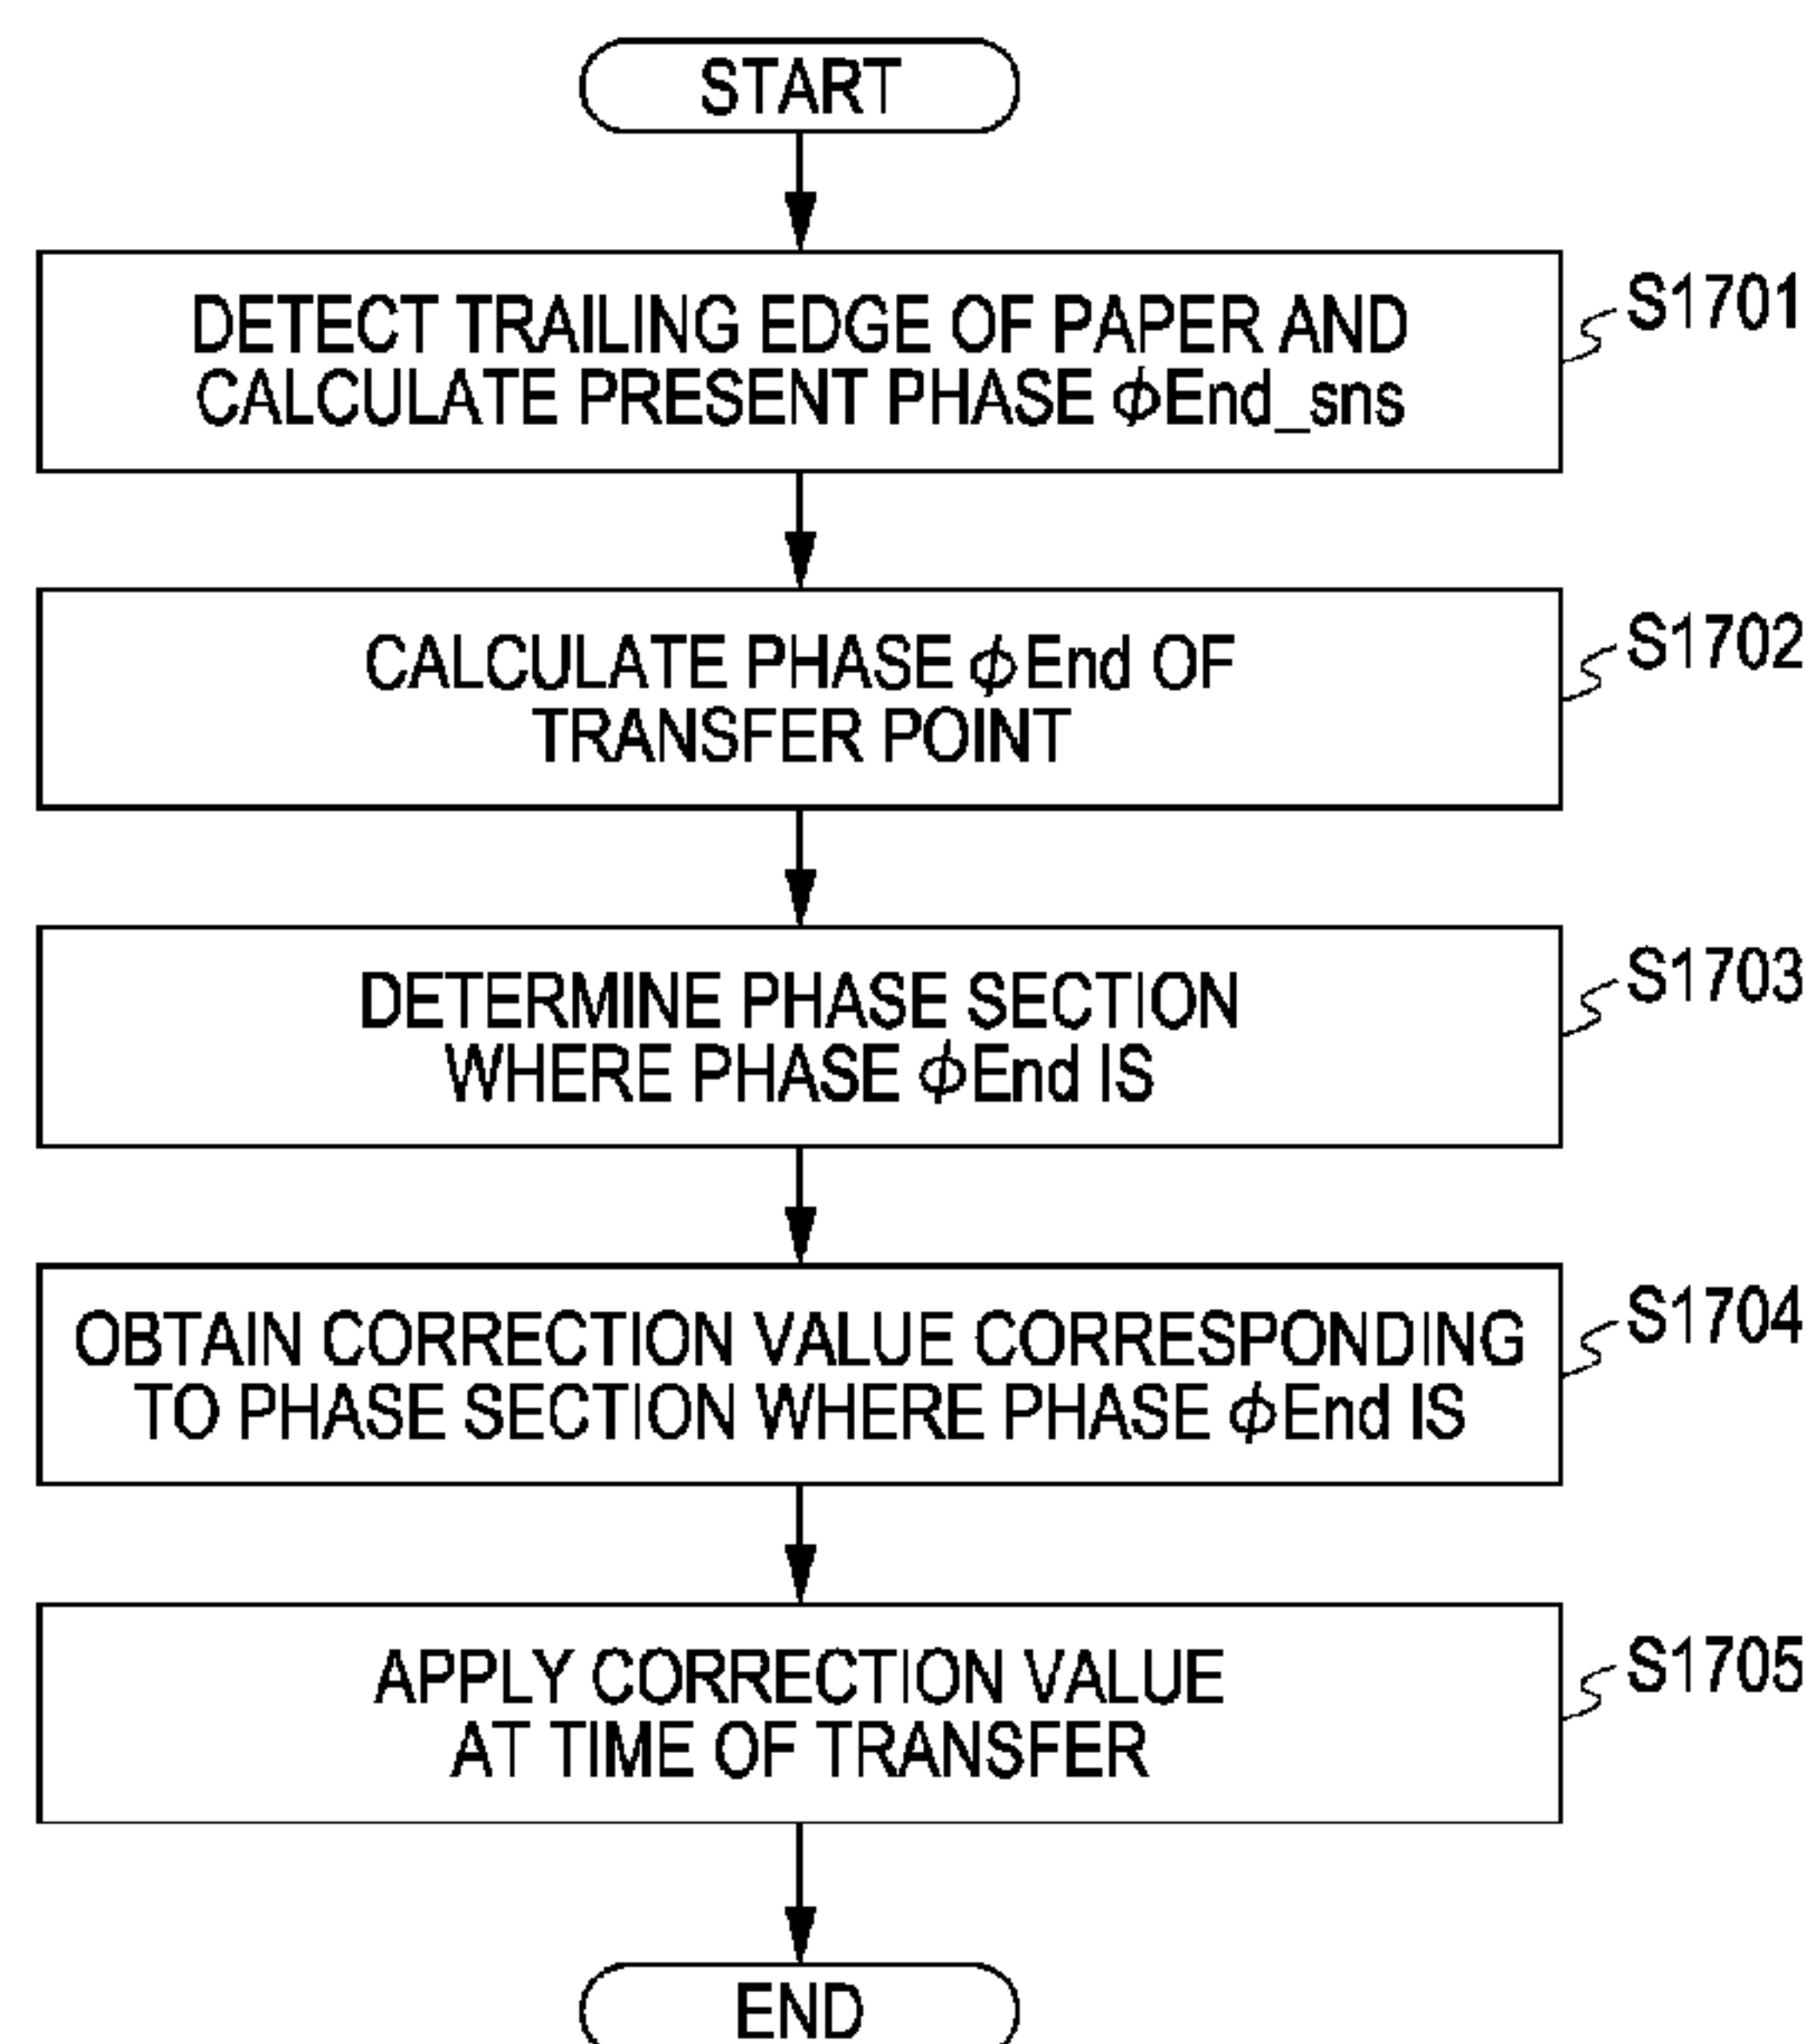 START
DETECT TRAILING EDGE OF PAPER AND
CALCULATE PRESENT PHASE ϕEnd_sns
S1701
CALCULATE PHASE ϕEnd OF
TRANSFER POINT
S1702
DETERMINE PHASE SECTION
WHERE PHASE ϕEnd IS
S1703
OBTAIN CORRECTION VALUE CORRESPONDING
TO PHASE SECTION WHERE PHASE ϕEnd IS
S1704
APPLY CORRECTION VALUE
AT TIME OF TRANSFER
S1705
END